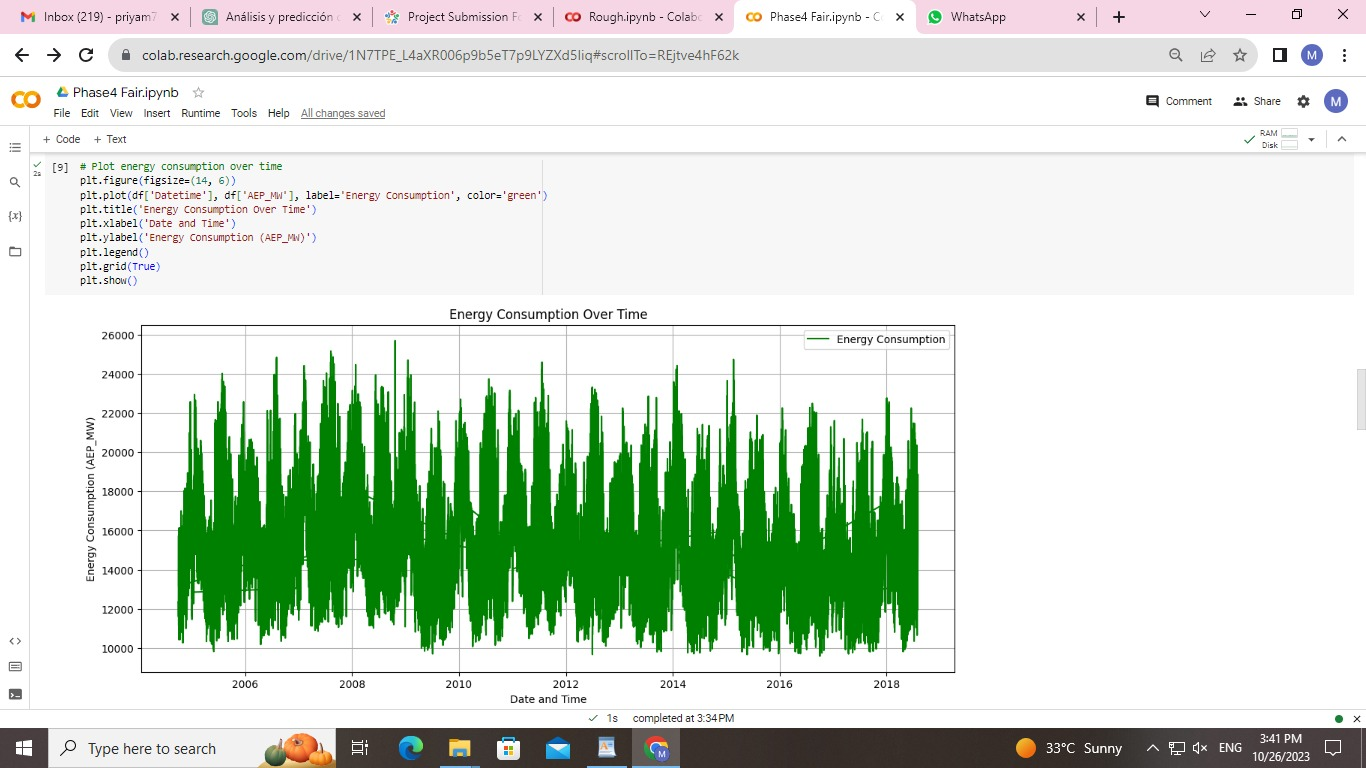 Inbox (219) - priyam7
Análisis y predicción
Project Submission Fo
Rough.ipynb - Colabo
Phase4 Fair.ipynb - C
WhatsApp
colab.research.google.com/drive/1N7TPE_L4aXR006p9b5eT7p9LYZXd5liq#scrollTo=REjtve4hF62k
M
CO Phase4 Fair.ipynb
File Edit View Insert Runtime Tools Help All changes saved
Comment Share M
+ Code + Text
RAM
Disk
2s
[9] # Plot energy consumption over time
plt.figure(figsize=(14, 6))
plt.plot(df['Datetime'], df['AEP_MW'], label='Energy Consumption', color='green')
plt.title('Energy Consumption Over Time')
plt.xlabel('Date and Time')
plt.ylabel('Energy Consumption (AEP_MW)')
plt.legend()
plt.grid(True)
plt.show()
{x}
Energy Consumption Over Time
Energy Consumption
Energy Consumption (AEP_MW)
26000
24000
22000
20000
18000
16000
14000
12000
10000
2006 2008 2010 2012 2014 2016 2018
Date and Time
1s completed at 3:34 PM
Type here to search
M
33°C Sunny
ENG
3:41 PM
10/26/2023